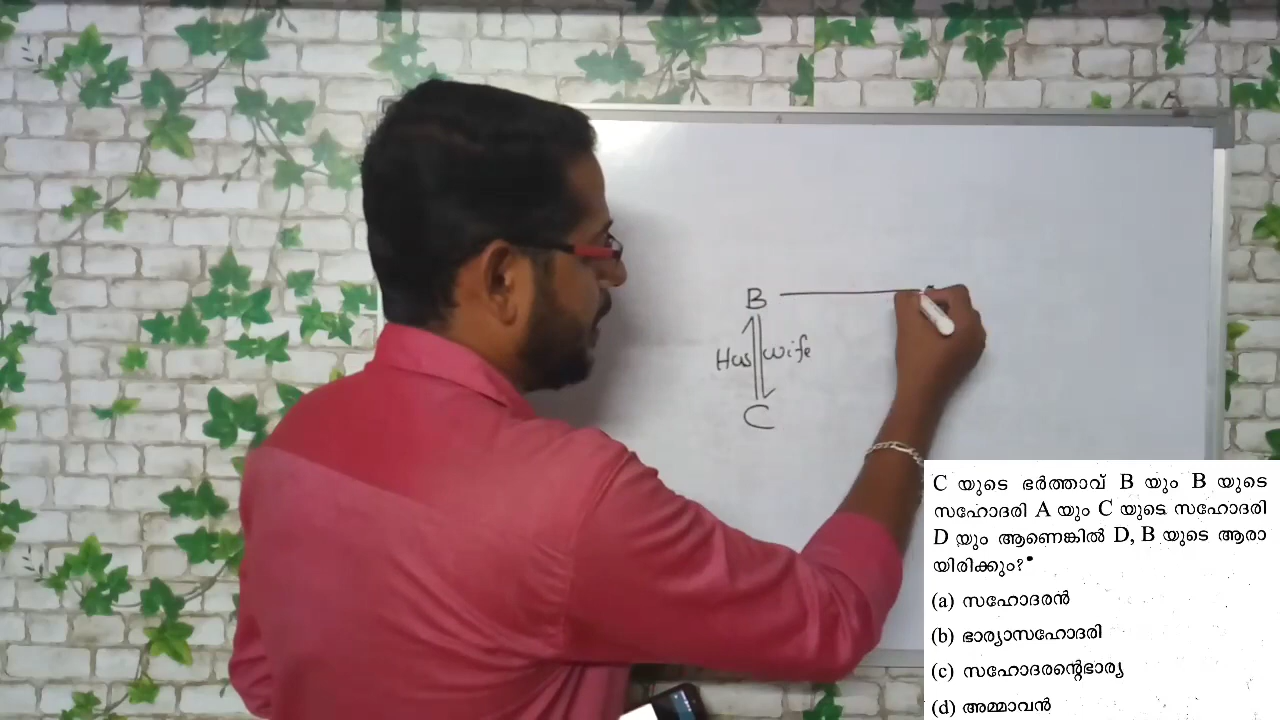 B
Hus wife
C
C യുടെ ഭർത്താവ് B യും B യുടെ
സഹോദരി A യും C യുടെ സഹോദരി
D യും ആണെങ്കിൽ D, B യുടെ ആരാ
യിരിക്കും?
(a) സഹോദരൻ
(b) ഭാര്യാസഹോദരി
(c) സഹോദരന്റെഭാര്യ
(d) അമ്മാവൻ